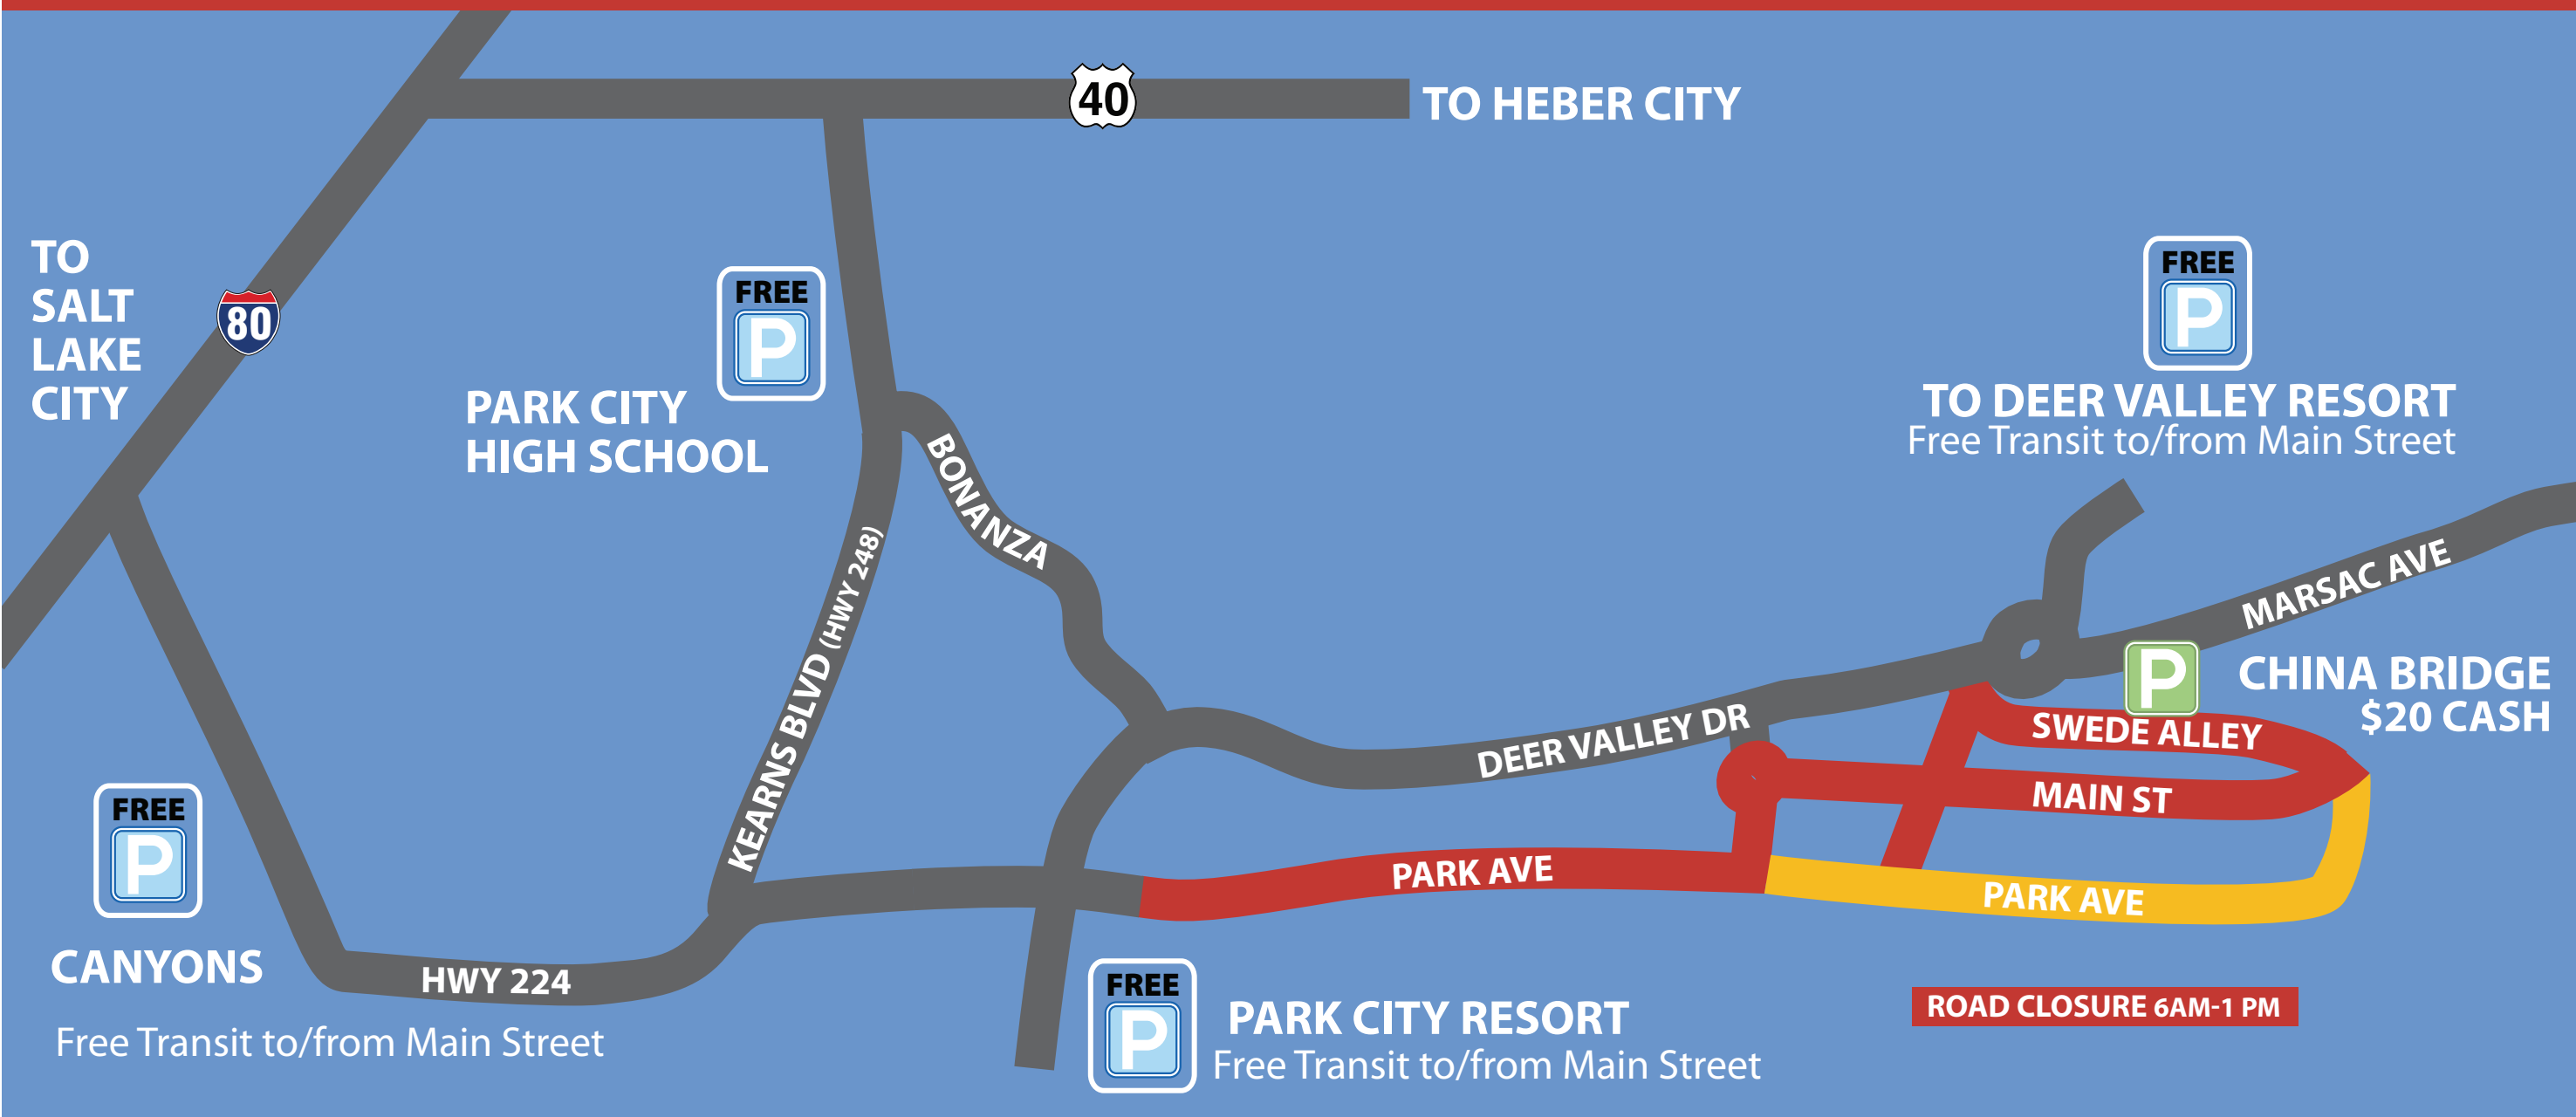 40
TO HEBER CITY
TO
SALT
LAKE
CITY
80
FREE
P
PARK CITY
HIGH SCHOOL
FREE
P
TO DEER VALLEY RESORT
Free Transit to/from Main Street
BONANZA
KEARNS BLVD (HWY 248)
MARSAC AVE
P
CHINA BRIDGE
$20 CASH
DEER VALLEY DR
SWEDE ALLEY
MAIN ST
PARK AVE
PARK AVE
FREE
P
CANYONS
Free Transit to/from Main Street
HWY 224
FREE
P
PARK CITY RESORT
Free Transit to/from Main Street
ROAD CLOSURE 6AM-1 PM